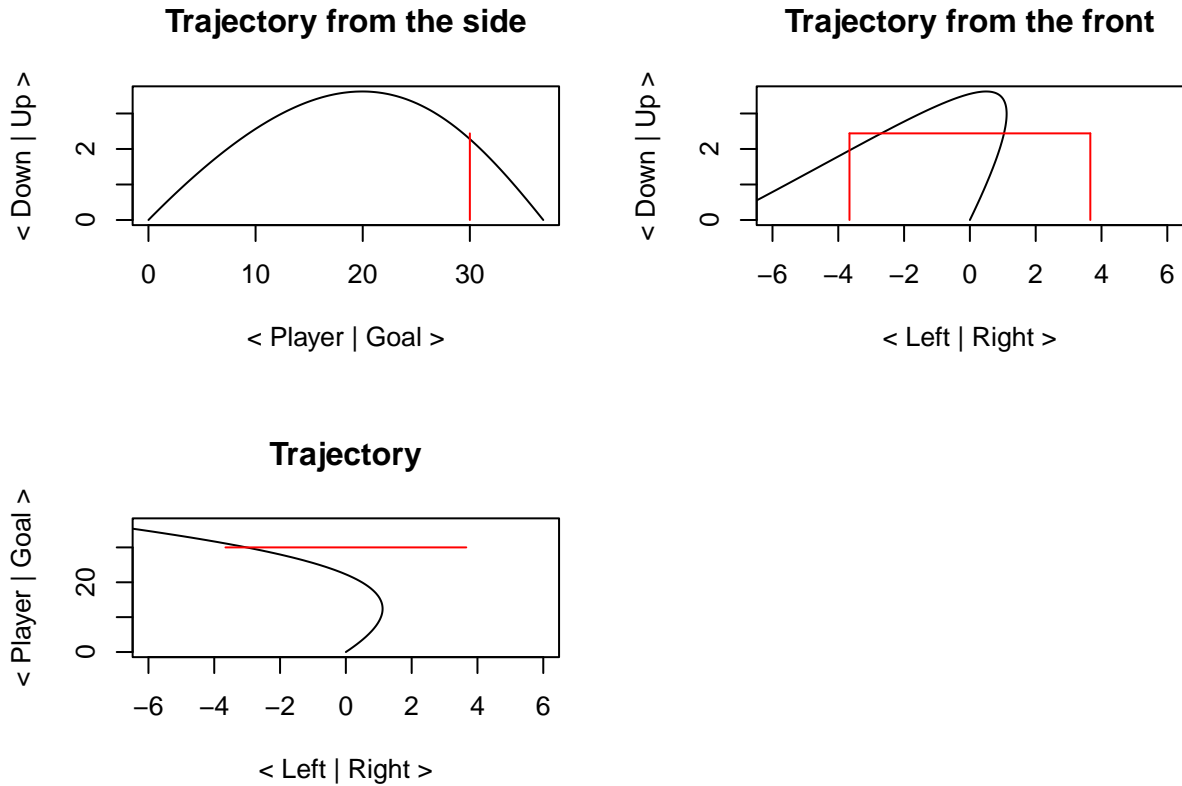 Trajectory from the side
< Down | Up >
2
0
0 10 20 30
< Player | Goal >
Trajectory from the front
< Down | Up >
2
0
−6 −4 −2 0 2 4 6
< Left | Right >
Trajectory
< Player | Goal >
20
0
−6 −4 −2 0 2 4 6
< Left | Right >